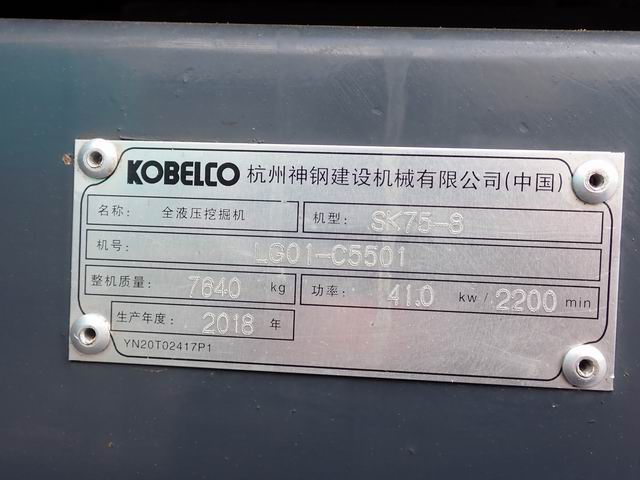 KOBELCO 杭州神钢建设机械有限公司(中国)
名称: 全液压挖掘机 机型: SK75-8
机号: LG01-C5501
整机质量: 7640 kg 功率: 41.0 kw/2200 min
生产年度: 2018 年
YN20T02417P1